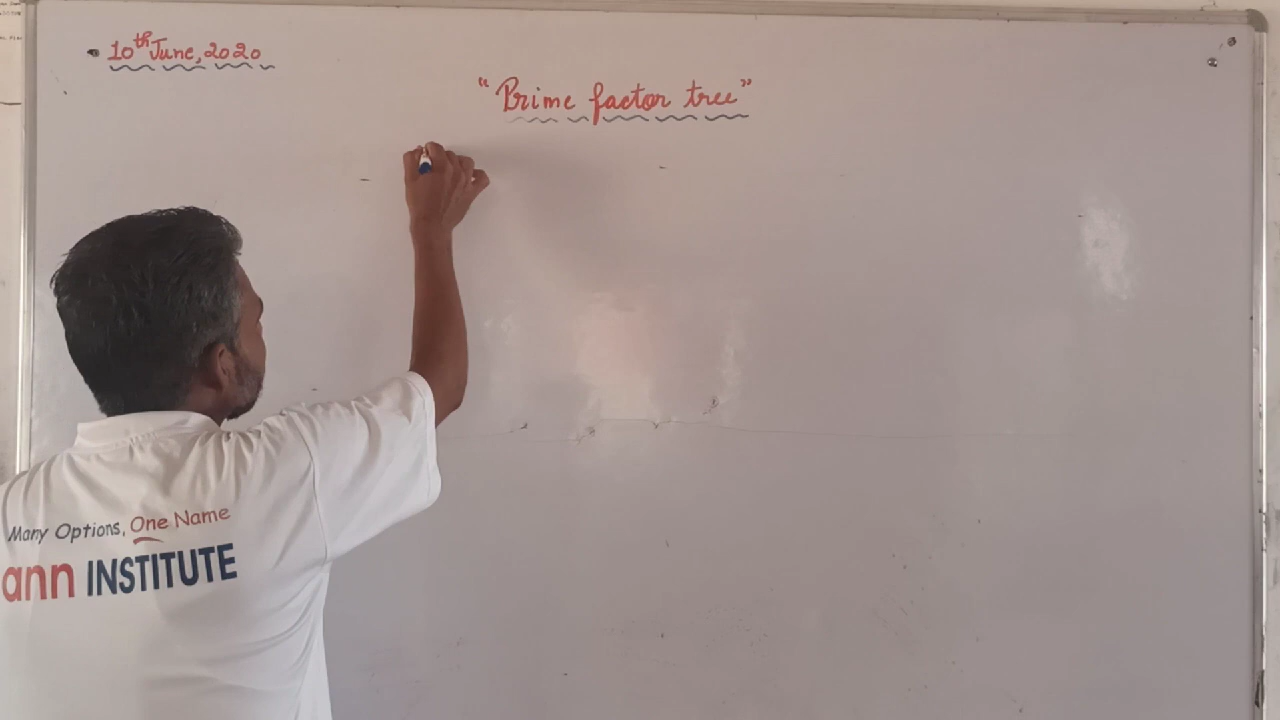 10th June, 2020
"Prime factor tree"
Many Options, One Name
ann INSTITUTE